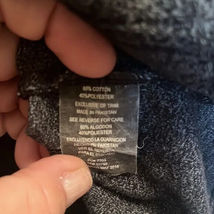 60% COTTON
40% POLYESTER
EXCLUSIVE OF TRIM
MADE IN PAKISTAN
SEE REVERSE FOR CARE
60% ALGODON
40% POLIESTER
EXCLUYENDO LA GUARNICION
HECHO EN PAKISTAN